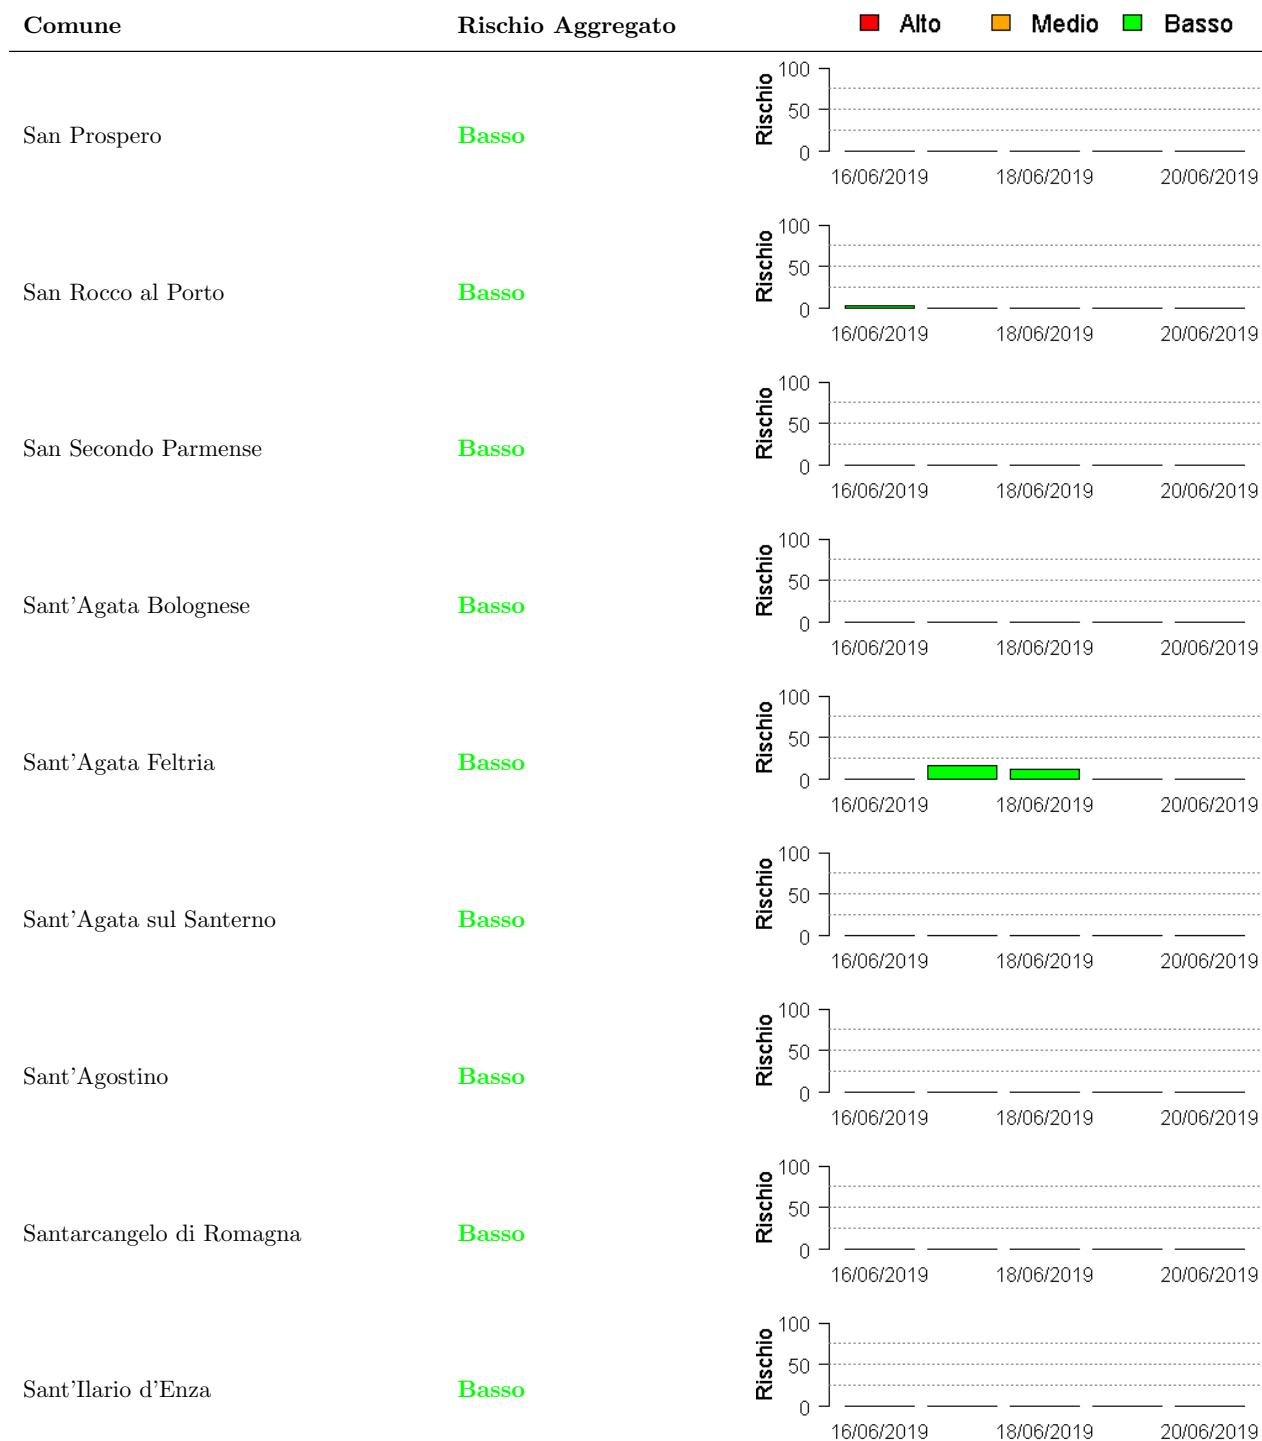 Comune Rischio Aggregato Alto Medio Basso
San Prospero Basso Rischio 100 50 0
16/06/2019 18/06/2019 20/06/2019
San Rocco al Porto Basso Rischio 100 50 0
16/06/2019 18/06/2019 20/06/2019
San Secondo Parmense Basso Rischio 100 50 0
16/06/2019 18/06/2019 20/06/2019
Sant'Agata Bolognese Basso Rischio 100 50 0
16/06/2019 18/06/2019 20/06/2019
Sant'Agata Feltria Basso Rischio 100 50 0
16/06/2019 18/06/2019 20/06/2019
Sant'Agata sul Santerno Basso Rischio 100 50 0
16/06/2019 18/06/2019 20/06/2019
Sant'Agostino Basso Rischio 100 50 0
16/06/2019 18/06/2019 20/06/2019
Santarcangelo di Romagna Basso Rischio 100 50 0
16/06/2019 18/06/2019 20/06/2019
Sant'Ilario d'Enza Basso Rischio 100 50 0
16/06/2019 18/06/2019 20/06/2019